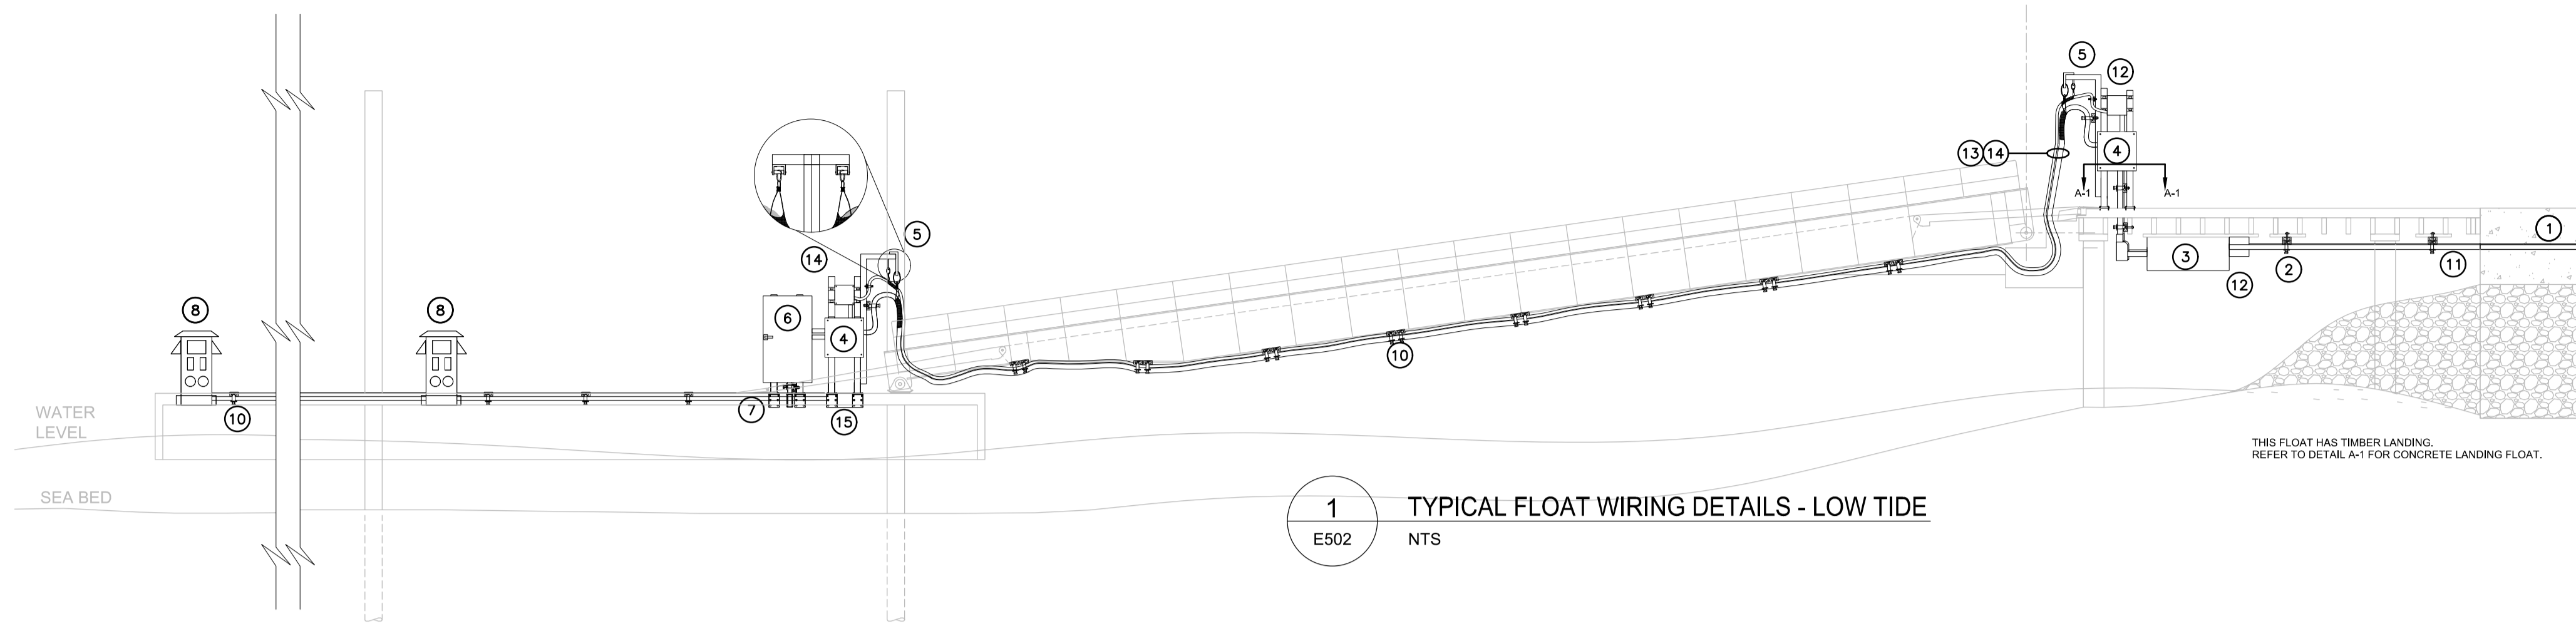 5
12
13 14
4
A-1 A-1
1
3
2
11
12
5
14
6
4
8
8
10
10
7
15
WATER
LEVEL
SEA BED
THIS FLOAT HAS TIMBER LANDING.
REFER TO DETAIL A-1 FOR CONCRETE LANDING FLOAT.
1
E502
TYPICAL FLOAT WIRING DETAILS - LOW TIDE
NTS